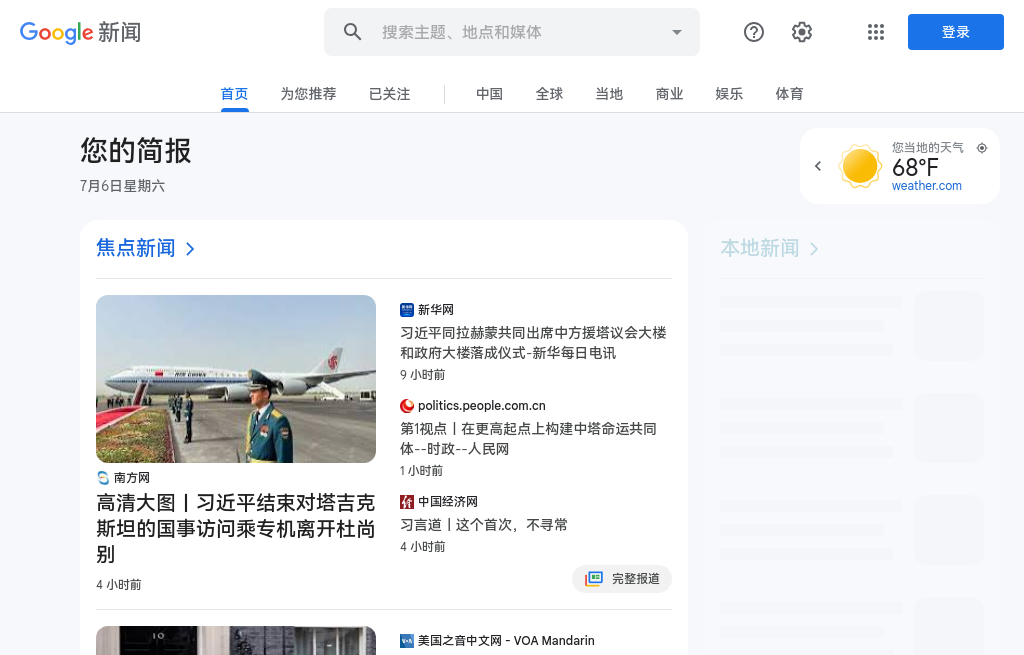 Google 新闻
搜索主题、地点和媒体
登录
首页
为您推荐
已关注
中国
全球
当地
商业
娱乐
体育
您的简报
7月6日星期六
您当地的天气
68°F
weather.com
焦点新闻
本地新闻
AIR CHINA
南方网
高清大图丨习近平结束对塔吉克
斯坦的国事访问乘专机离开杜尚
别
4 小时前
新华网
习近平同拉赫蒙共同出席中方援塔议会大楼
和政府大楼落成仪式-新华每日电讯
9 小时前
politics.people.com.cn
第1视点丨在更高起点上构建中塔命运共同
体--时政--人民网
1 小时前
中国经济网
习言道丨这个首次，不寻常
4 小时前
完整报道
10
VOA
美国之音中文网 - VOA Mandarin